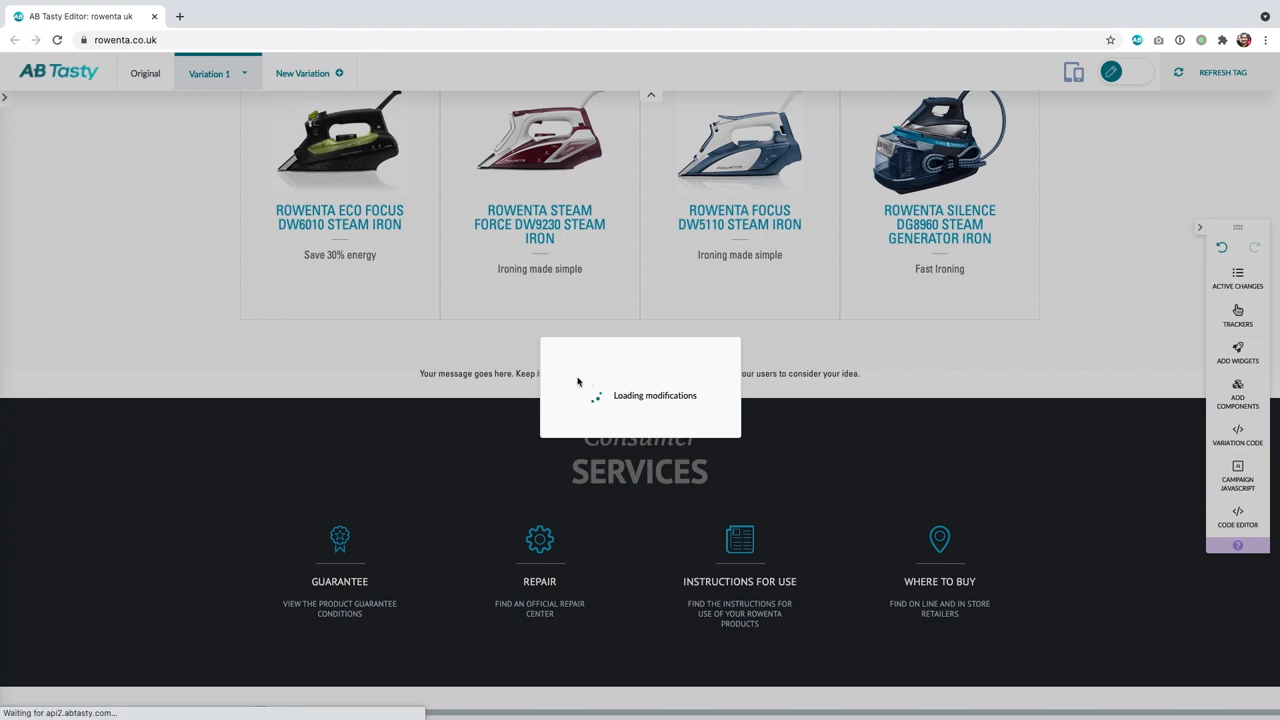 AB Tasty Editor: rowenta uk
rowenta.co.uk
AB Tasty
Original
Variation 1
New Variation
REFRESH TAG
ROWENTA ECO FOCUS
DW6010 STEAM IRON
Save 30% energy
ROWENTA STEAM
FORCE DW9230 STEAM
IRON
Ironing made simple
ROWENTA FOCUS
DW5110 STEAM IRON
Ironing made simple
ROWENTA SILENCE
DG8960 STEAM
GENERATOR IRON
Fast Ironing
ACTIVE CHANGES
TRACKERS
ADD WIDGETS
ADD
COMPONENTS
VARIATION CODE
CAMPAIGN
JAVASCRIPT
CODE EDITOR
Your message goes here. Keep i
our users to consider your idea.
Loading modifications
Consumer
SERVICES
GUARANTEE
VIEW THE PRODUCT GUARANTEE
CONDITIONS
REPAIR
FIND AN OFFICIAL REPAIR
CENTER
INSTRUCTIONS FOR USE
FIND THE INSTRUCTIONS FOR
USE OF YOUR ROWENTA
PRODUCTS
WHERE TO BUY
FIND ON LINE AND IN STORE
RETAILERS
Waiting for api2.abtasty.com...